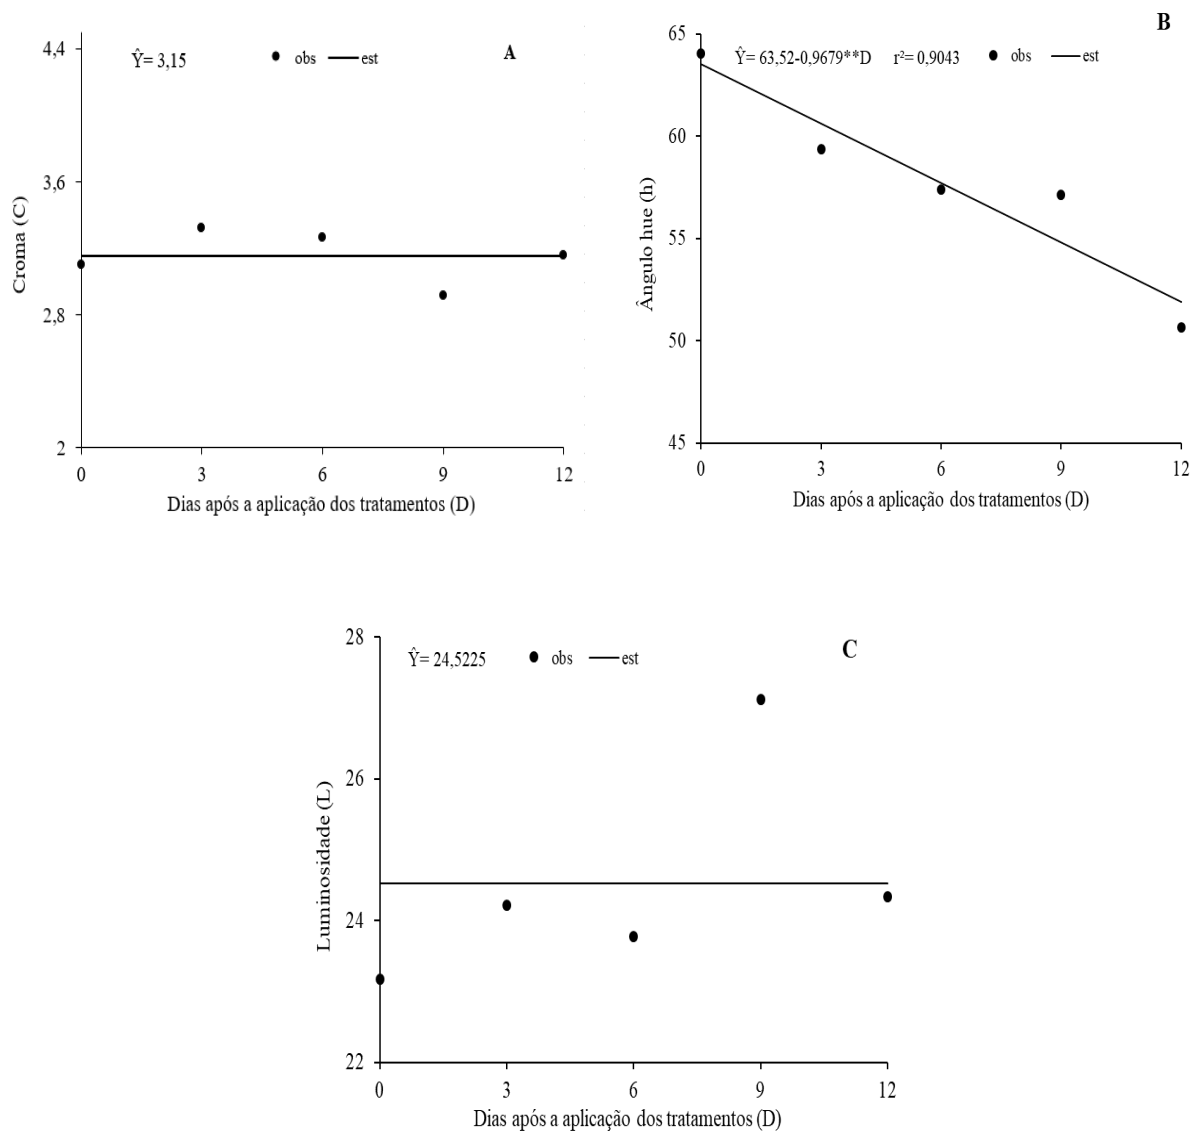 Ŷ= 3,15 obs est A
4,4
3,6
2,8
2
0 3 6 9 12
Croma (C)
Dias após a aplicação dos tratamentos (D)
B
Ŷ= 63,52-0,9679**D r²= 0,9043 obs est
65
60
55
50
45
0 3 6 9 12
Ângulo hue (h)
Dias após a aplicação dos tratamentos (D)
Ŷ= 24,5225 obs est C
28
26
24
22
0 3 6 9 12
Luminosidade (L)
Dias após a aplicação dos tratamentos (D)